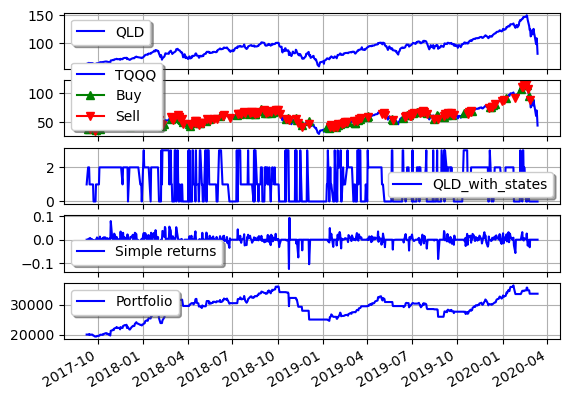 150
QLD
100
TQQQ
100
Buy
50
Sell
2
QLD_with_states
0
0.1
0.0
Simple returns
−0.1
Portfolio
30000
20000
2017-10 2018-01 2018-04 2018-07 2018-10 2019-01 2019-04 2019-07 2019-10 2020-01 2020-04